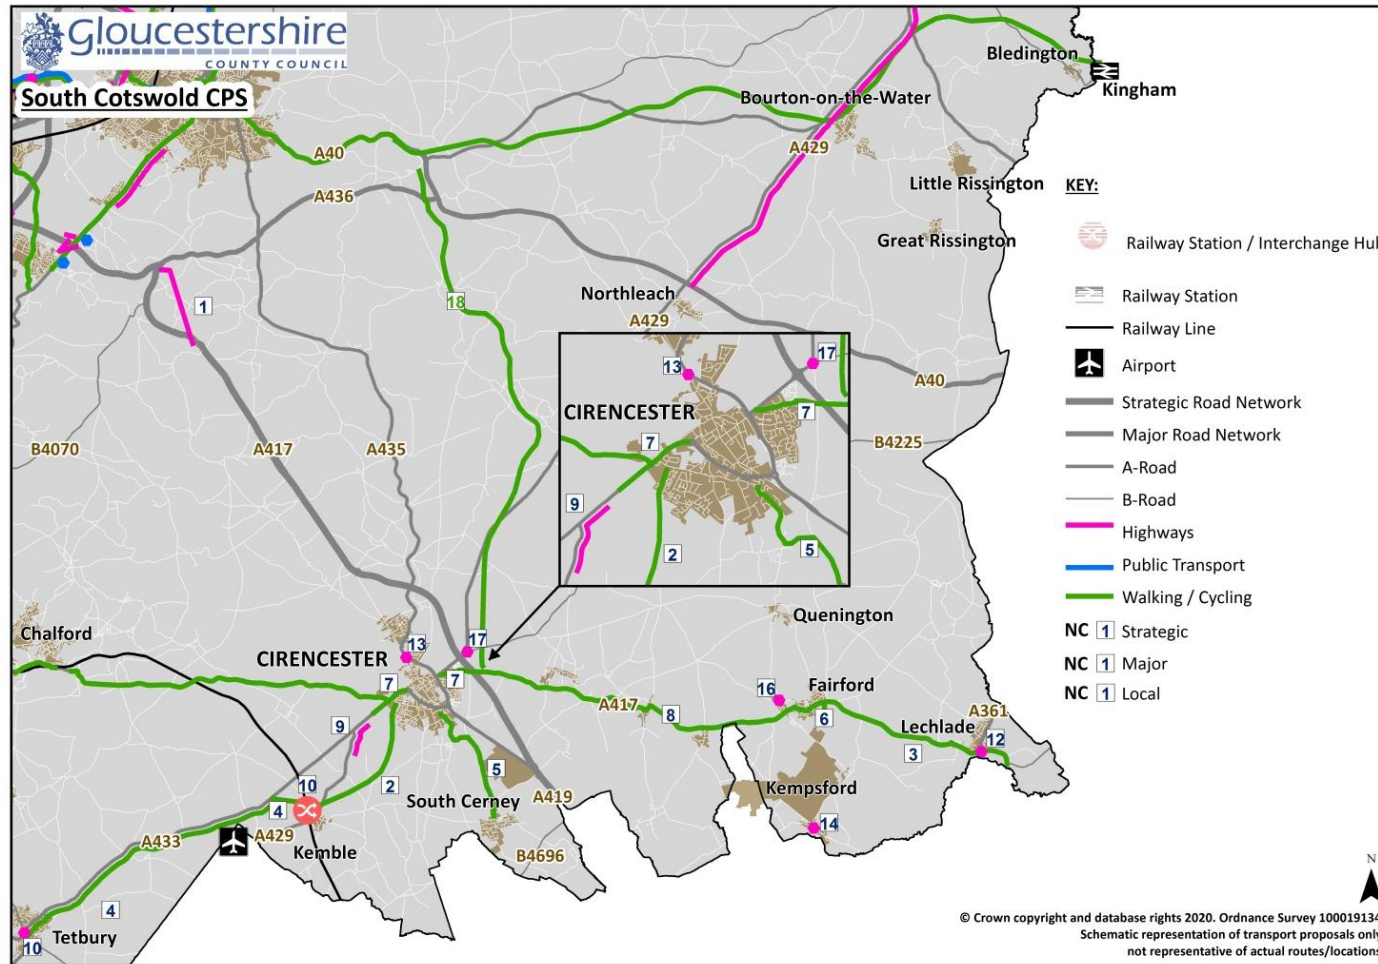 Gloucestershire
COUNTY COUNCIL
South Cotswold CPS
Bledington
Kingham
Bourton-on-the-Water
A40
A429
A436
Little Rissington
Great Rissington
1
18
Northleach
A429
13
17
CIRENCESTER
7
7
9
2
5
A40
B4225
B4070
A417
A435
Quenington
Chalford
CIRENCESTER
13
17
7
7
16
Fairford
A417
8
6
Lechlade
A361
12
3
9
10
2
5
4
South Cerney
A419
Kempsford
14
A433
A429
Kemble
B4696
4
10
Tetbury
KEY:
Railway Station / Interchange Hul
Railway Station
Railway Line
Airport
Strategic Road Network
Major Road Network
A-Road
B-Road
Highways
Public Transport
Walking / Cycling
NC 1 Strategic
NC 1 Major
NC 1 Local
N
© Crown copyright and database rights 2020. Ordnance Survey 100019134
Schematic representation of transport proposals only
not representative of actual routes/locations